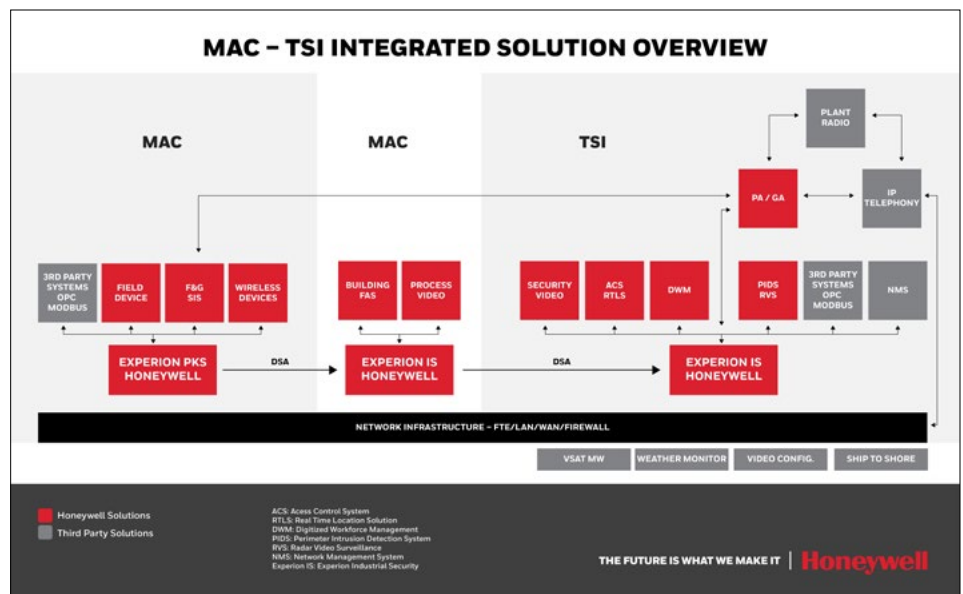 MAC – TSI INTEGRATED SOLUTION OVERVIEW
MAC
MAC
TSI
PLANT
RADIO
PA / GA
IP
TELEPHONY
3RD PARTY
SYSTEMS
OPC
MODBUS
FIELD
DEVICE
F&G
SIS
WIRELESS
DEVICES
BUILDING
FAS
PROCESS
VIDEO
SECURITY
VIDEO
ACS
RTLS
DWM
PIDS
RVS
3RD PARTY
SYSTEMS
OPC
MODBUS
NMS
EXPERION PKS
HONEYWELL
DSA
EXPERION IS
HONEYWELL
DSA
EXPERION IS
HONEYWELL
NETWORK INFRASTRUCTURE – FTE/LAN/WAN/FIREWALL
VSAT MW
WEATHER MONITOR
VIDEO CONFIG.
SHIP TO SHORE
Honeywell Solutions
Third Party Solutions
ACS: Acess Control System
RTLS: Real Time Location Solution
DWM: Digitized Workforce Management
PIDS: Perimeter Intrusion Detection System
RVS: Radar Video Surveillance
NMS: Network Management System
Experion IS: Experion Industrial Security
THE FUTURE IS WHAT WE MAKE IT | Honeywell